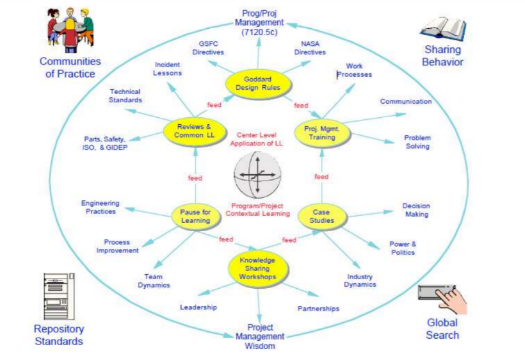 Prog/Proj
Management
(7120.5c)
Communities
of Practice
GSFC
Directives
NASA
Directives
Sharing
Behavior
Incident
Lessons
Goddard
Design Rules
Work
Processes
Technical
Standards
feed
feed
Communication
Reviews &
Common LL
Center Level
Application of LL
Proj. Mgmt.
Training
Parts, Safety,
ISO, & GIDEP
Problem
Solving
feed
feed
Engineering
Practices
Pause for
Learning
Program/Project
Contextual Learning
Case
Studies
Decision
Making
Process
Improvement
feed
feed
Power &
Politics
Team
Dynamics
Knowledge
Sharing
Workshops
Industry
Dynamics
Leadership
Partnerships
Repository
Standards
Project
Management
Wisdom
Global
Search